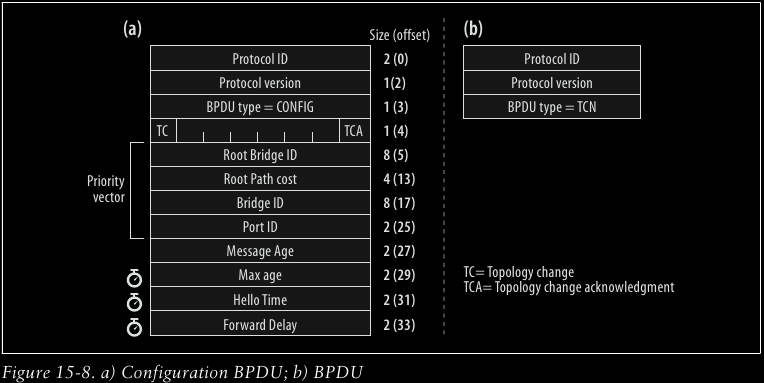 (a)
Size (offset)
Protocol ID 2 (0)
Protocol version 1(2)
BPDU type = CONFIG 1 (3)
TC TCA 1 (4)
Root Bridge ID 8 (5)
Root Path cost 4 (13)
Bridge ID 8 (17)
Port ID 2 (25)
Priority
vector
Message Age 2 (27)
Max age 2 (29)
Hello Time 2 (31)
Forward Delay 2 (33)
(b)
Protocol ID
Protocol version
BPDU type = TCN
TC= Topology change
TCA= Topology change acknowledgment
Figure 15-8. a) Configuration BPDU; b) BPDU